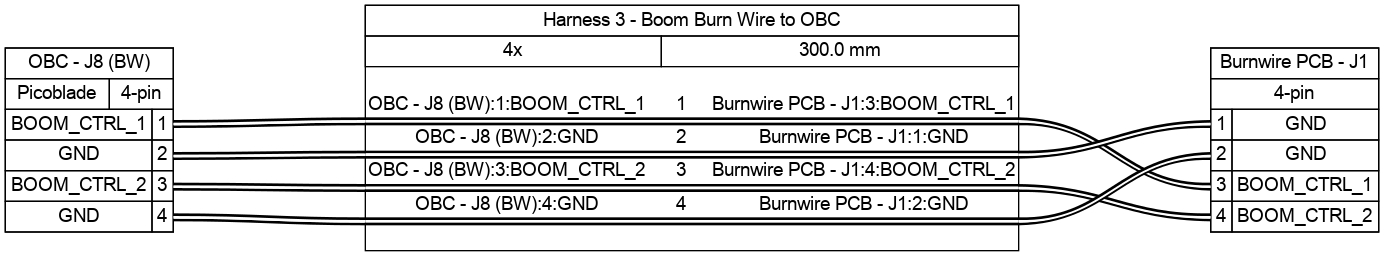 Harness 3 - Boom Burn Wire to OBC
4x 300.0 mm
OBC - J8 (BW)
Picoblade 4-pin
BOOM_CTRL_1 1
GND 2
BOOM_CTRL_2 3
GND 4
OBC - J8 (BW):1:BOOM_CTRL_1 1 Burnwire PCB - J1:3:BOOM_CTRL_1
OBC - J8 (BW):2:GND 2 Burnwire PCB - J1:1:GND
OBC - J8 (BW):3:BOOM_CTRL_2 3 Burnwire PCB - J1:4:BOOM_CTRL_2
OBC - J8 (BW):4:GND 4 Burnwire PCB - J1:2:GND
Burnwire PCB - J1
4-pin
1 GND
2 GND
3 BOOM_CTRL_1
4 BOOM_CTRL_2